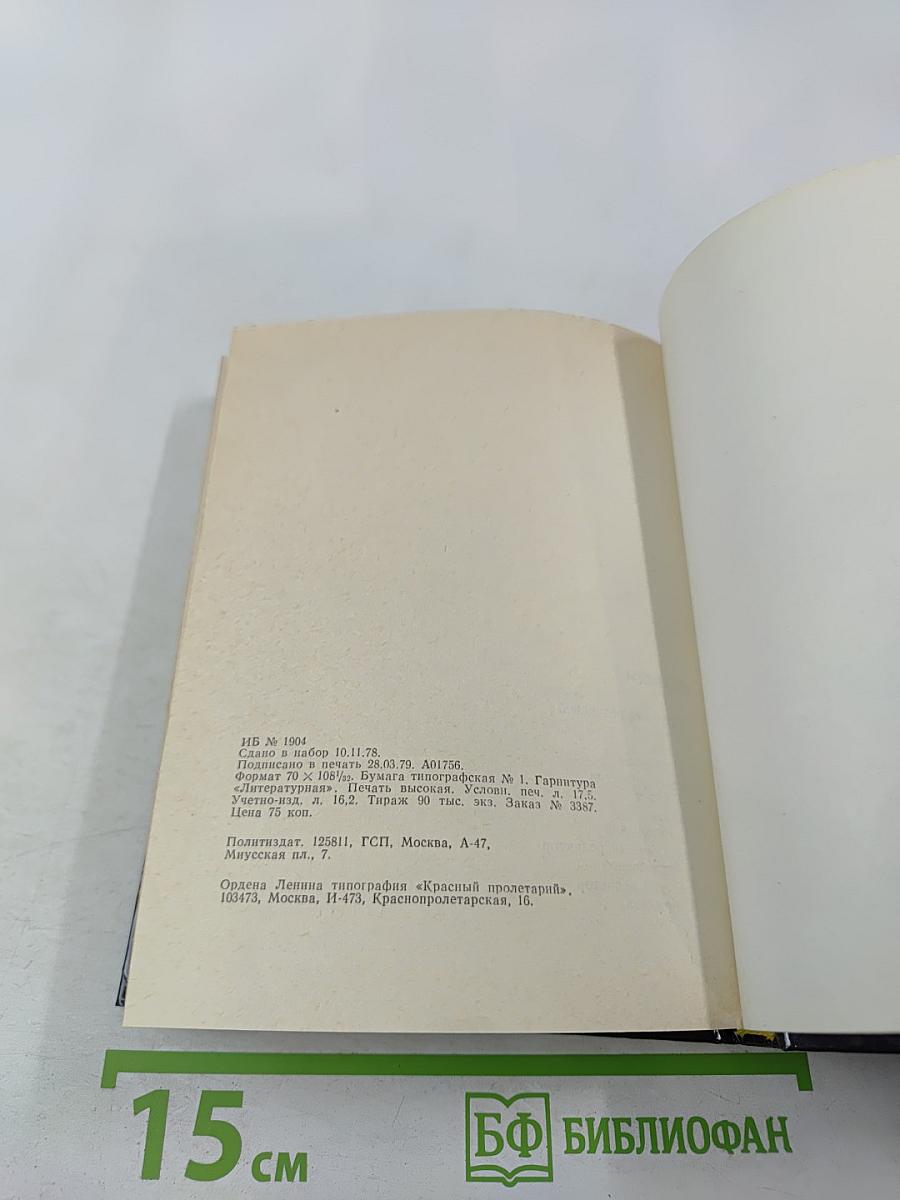 ИБ № 1904
Сдано в набор 10.11.78.
Подписано в печать 28.03.79. А01756.
Формат 70 × 108¹/₃₂. Бумага типографская № 1. Гарнитура
«Литературная». Печать высокая. Условн. печ. л. 17,5.
Учетно-изд. л. 16,2. Тираж 90 тыс. экз. Заказ № 3387.
Цена 75 коп.
Политиздат. 125811, ГСП, Москва, А-47,
Миусская пл., 7.
Ордена Ленина типография «Красный пролетарий».
103473, Москва, И-473, Краснопролетарская, 16.
15 см
БФ БИБЛИОФАН